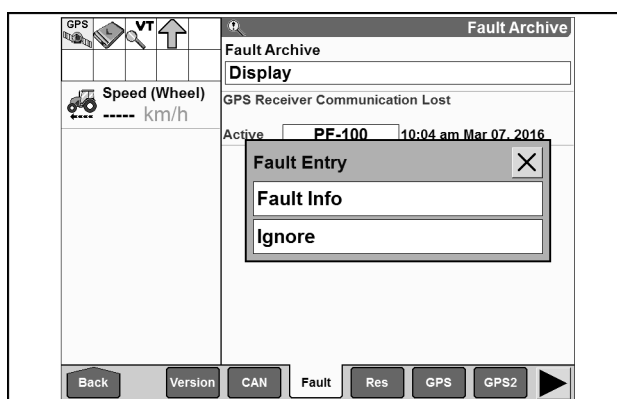 GPS
L
VT
Fault Archive
Fault Archive
Display
Speed (Wheel)
----- km/h
GPS Receiver Communication Lost
Active PF-100 10:04 am Mar 07, 2016
Fault Entry
Fault Info
Ignore
Back Version CAN Fault Res GPS GPS2